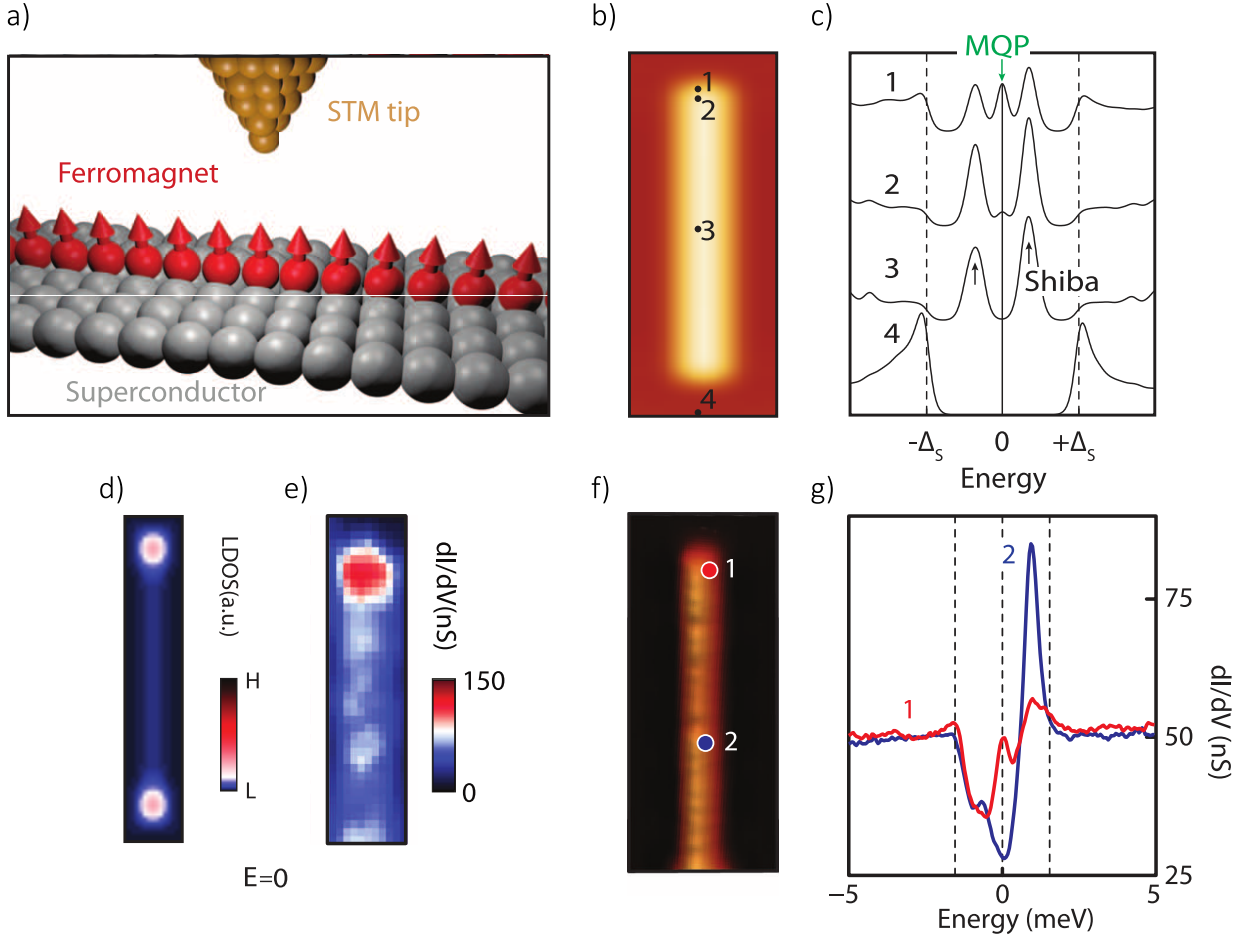 a)
STM tip
Ferromagnet
Superconductor
b)
1
2
3
4
c)
MQP
1
2
3
Shiba
4
-Δs 0 +Δs
Energy
d)
LDOS(a.u.)
H
L
E=0
e)
dI/dV(nS)
150
0
f)
1
2
g)
2
1
75
50
25
dI/dV (nS)
−5 0 5
Energy (meV)